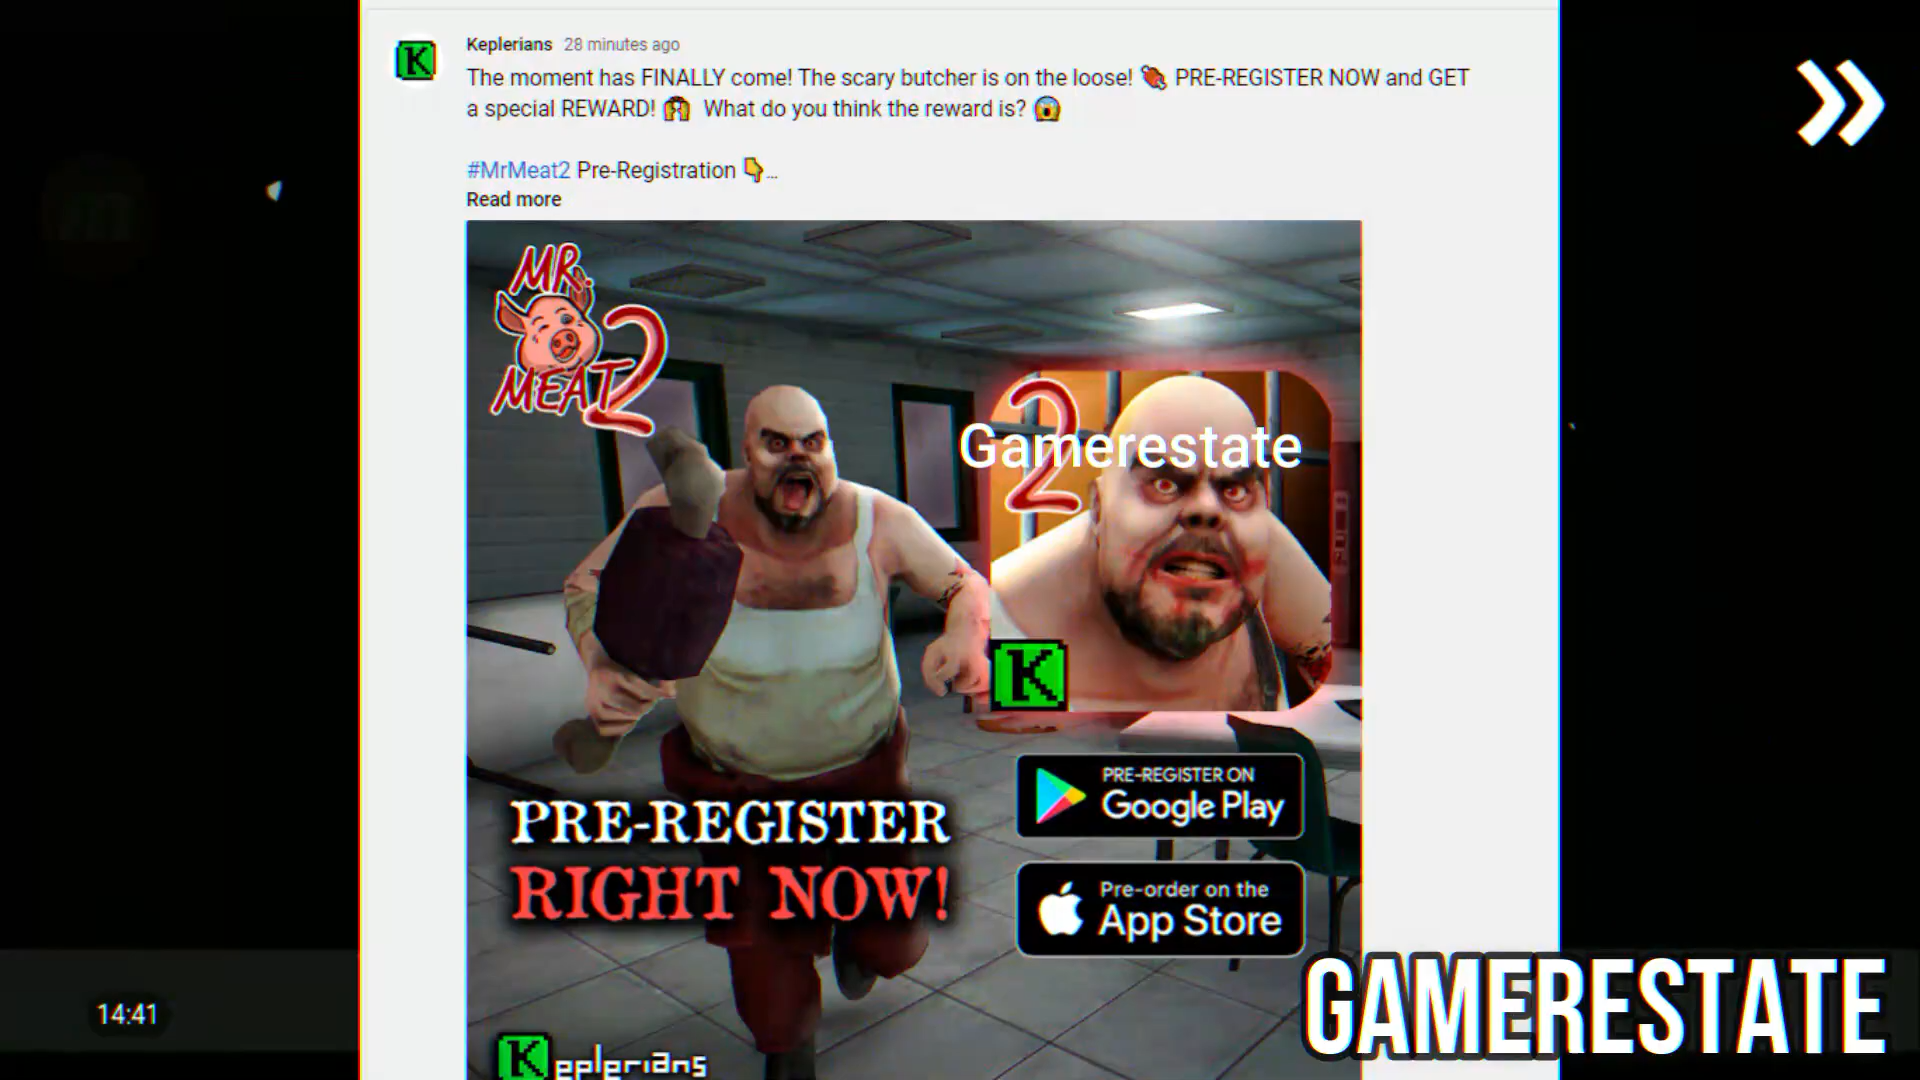 Keplerians 28 minutes ago
The moment has FINALLY come! The scary butcher is on the loose! PRE-REGISTER NOW and GET
a special REWARD! What do you think the reward is?
#MrMeat2 Pre-Registration ...
Read more
MR.
MEAT 2
2
Gamerestate
K
PRE-REGISTER
RIGHT NOW!
PRE-REGISTER ON
Google Play
Pre-order on the
App Store
Keplerians
14:41
GAMERESTATE